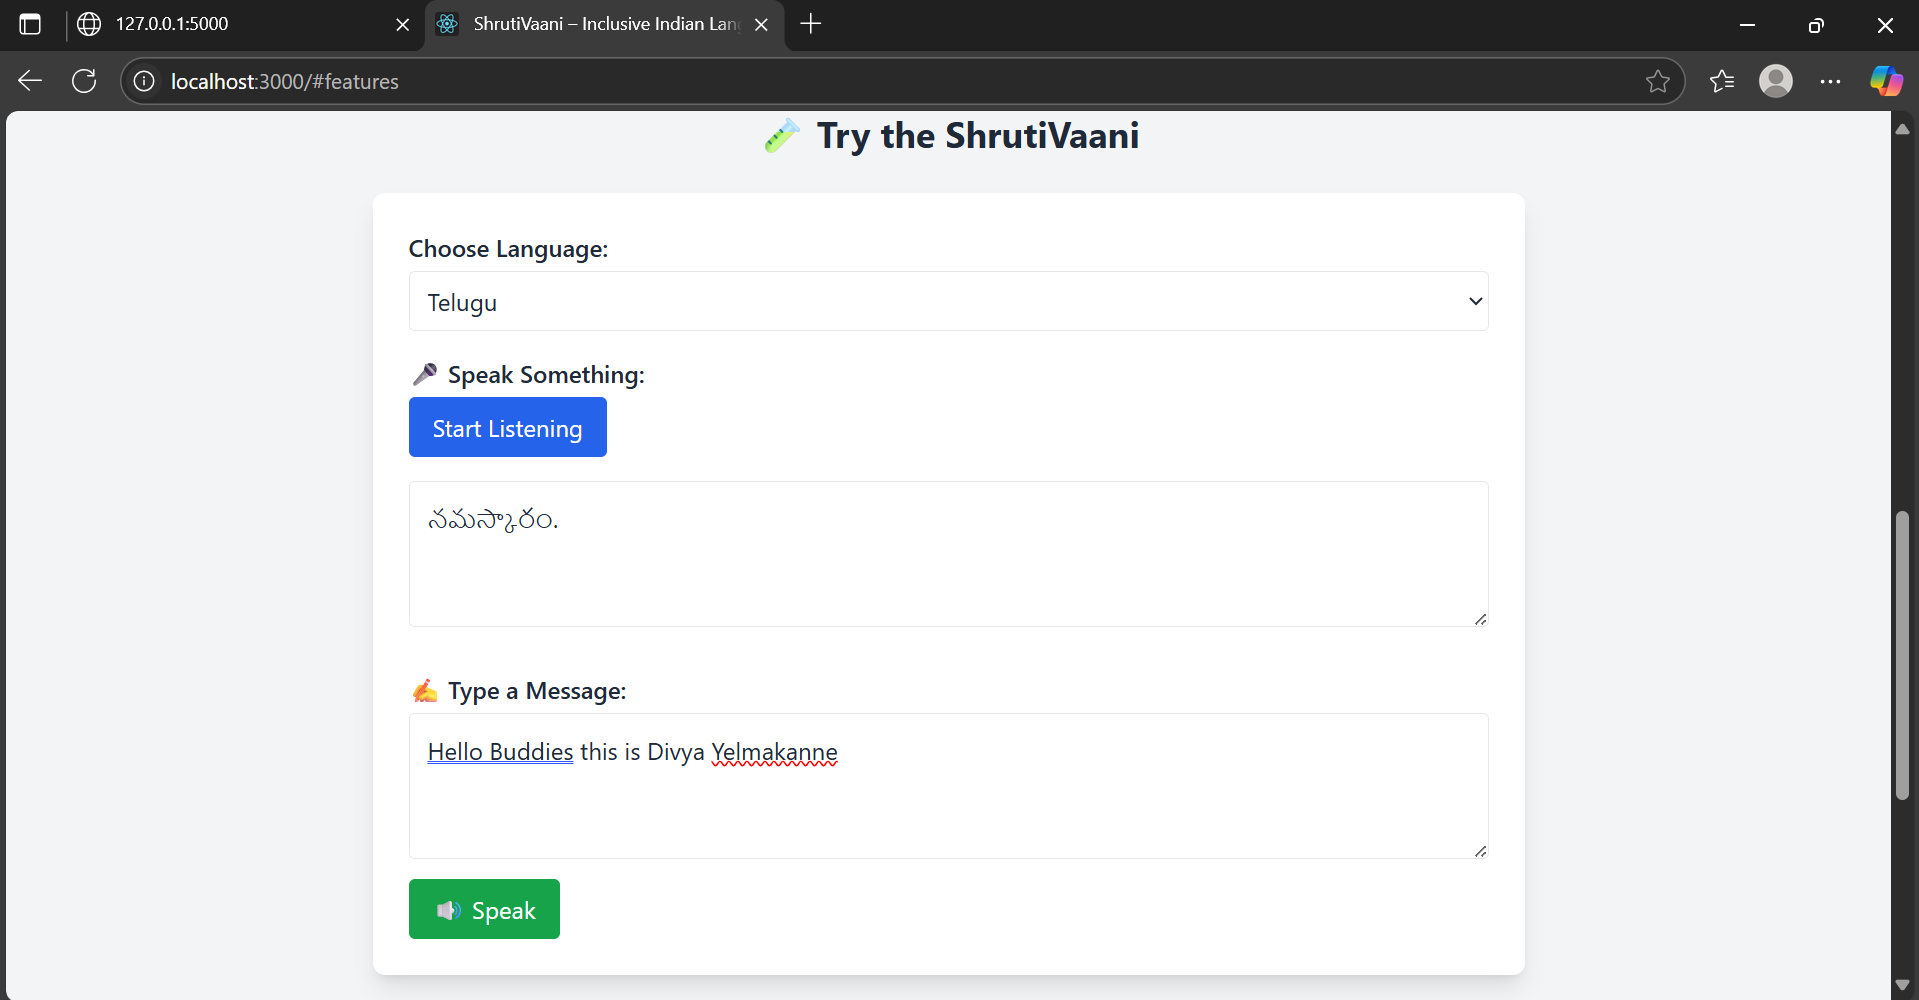 127.0.0.1:5000
ShrutiVaani – Inclusive Indian Lan
localhost:3000/#features
Try the ShrutiVaani
Choose Language:
Telugu
Speak Something:
Start Listening
నమస్కారం.
Type a Message:
Hello Buddies this is Divya Yelmakanne
Speak